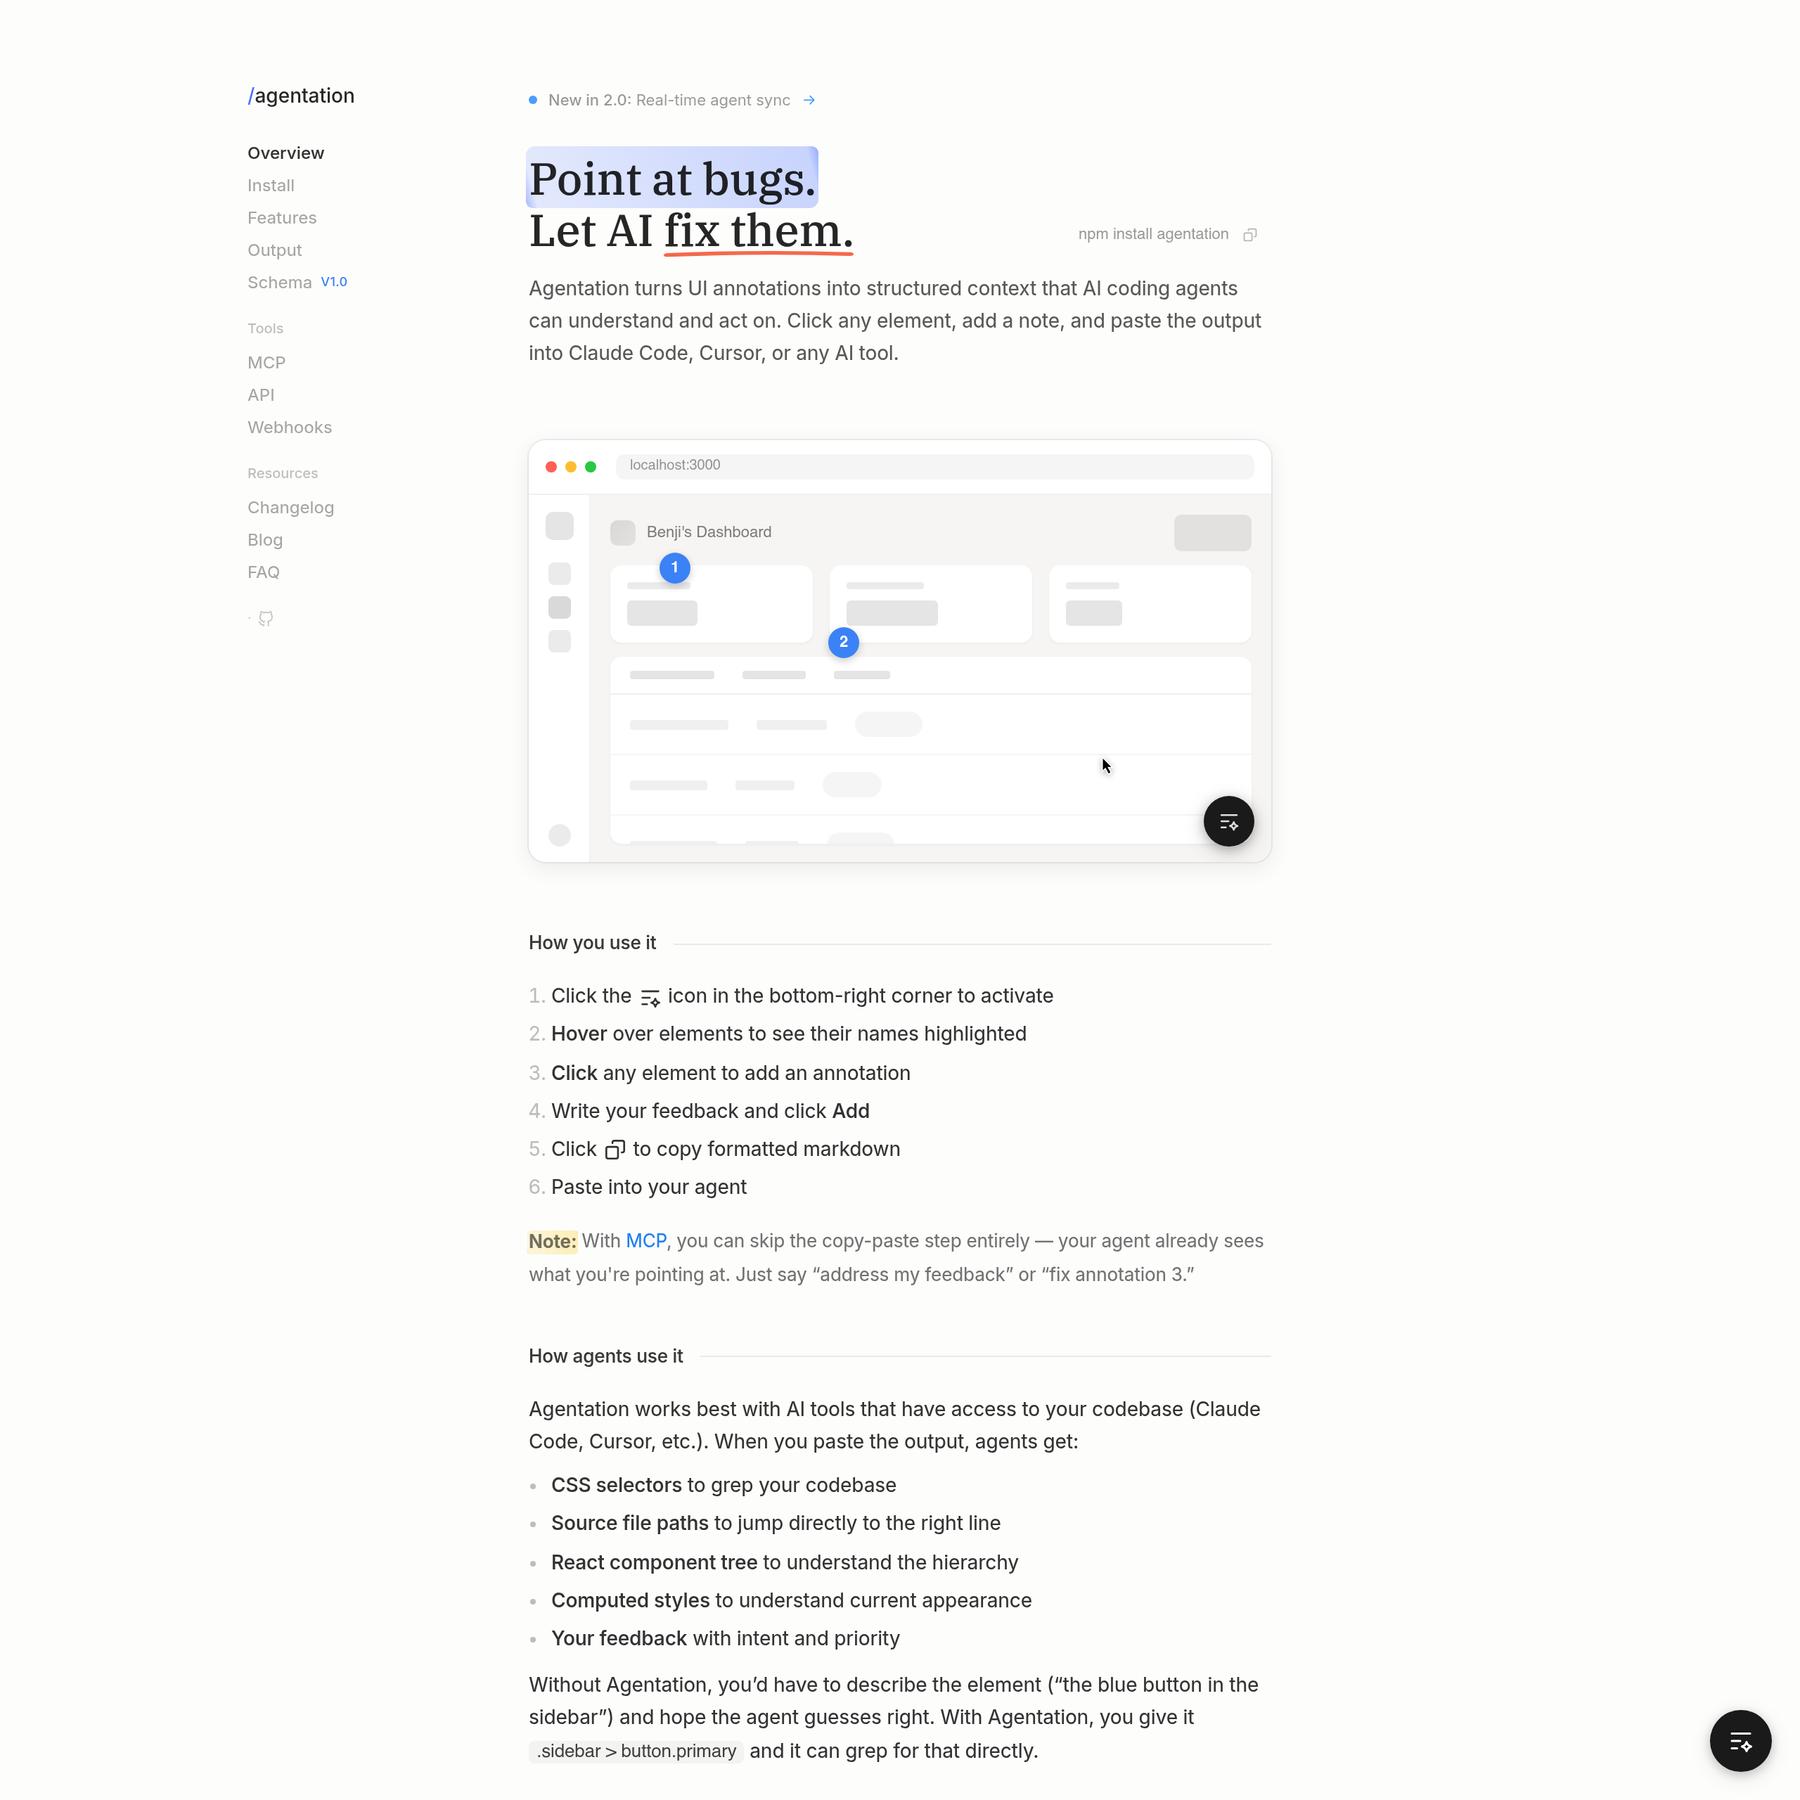 /agentation
Overview
Install
Features
Output
Schema V1.0
Tools
MCP
API
Webhooks
Resources
Changelog
Blog
FAQ
New in 2.0: Real-time agent sync →
Point at bugs.
Let AI fix them.
npm install agentation
Agentation turns UI annotations into structured context that AI coding agents
can understand and act on. Click any element, add a note, and paste the output
into Claude Code, Cursor, or any AI tool.
localhost:3000
Benji's Dashboard
1
2
How you use it
1. Click the icon in the bottom-right corner to activate
2. Hover over elements to see their names highlighted
3. Click any element to add an annotation
4. Write your feedback and click Add
5. Click to copy formatted markdown
6. Paste into your agent
Note: With MCP, you can skip the copy-paste step entirely — your agent already sees
what you're pointing at. Just say “address my feedback” or “fix annotation 3.”
How agents use it
Agentation works best with AI tools that have access to your codebase (Claude
Code, Cursor, etc.). When you paste the output, agents get:
• CSS selectors to grep your codebase
• Source file paths to jump directly to the right line
• React component tree to understand the hierarchy
• Computed styles to understand current appearance
• Your feedback with intent and priority
Without Agentation, you’d have to describe the element (“the blue button in the
sidebar”) and hope the agent guesses right. With Agentation, you give it
.sidebar > button.primary and it can grep for that directly.